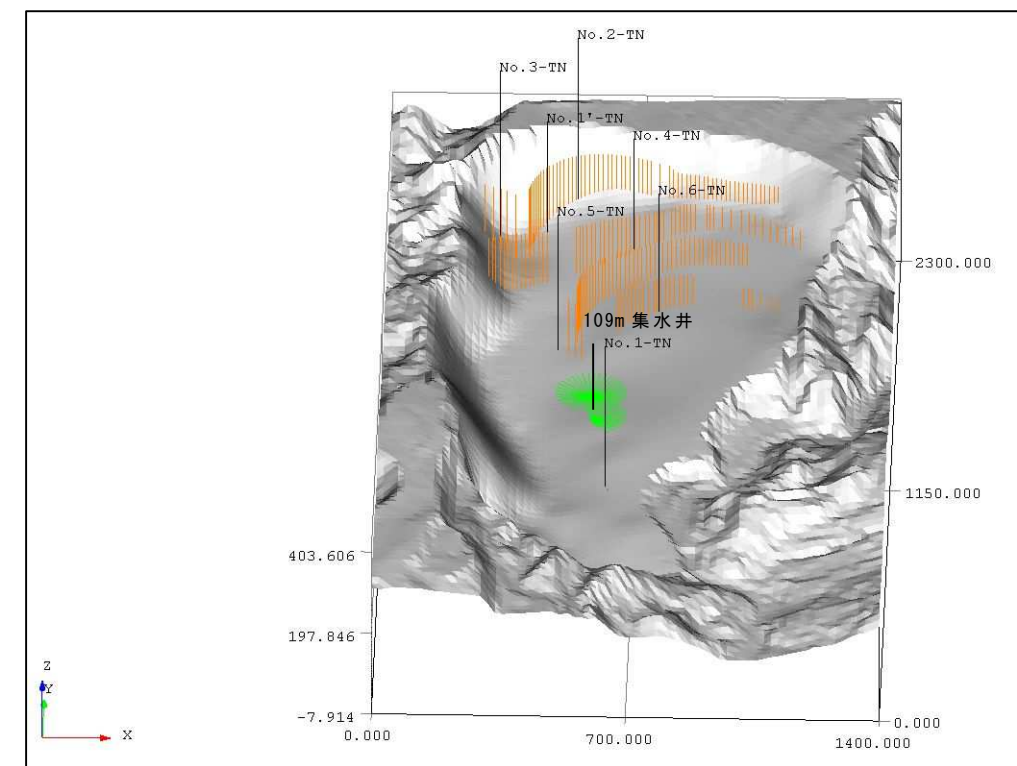 No.2-TN
No.3-TN
No.1'-TN
No.4-TN
No.6-TN
No.5-TN
2300.000
109m 集水井
No.1-TN
1150.000
403.606
197.846
Z
Y
X
-7.914
0.000
700.000
1400.000
0.000